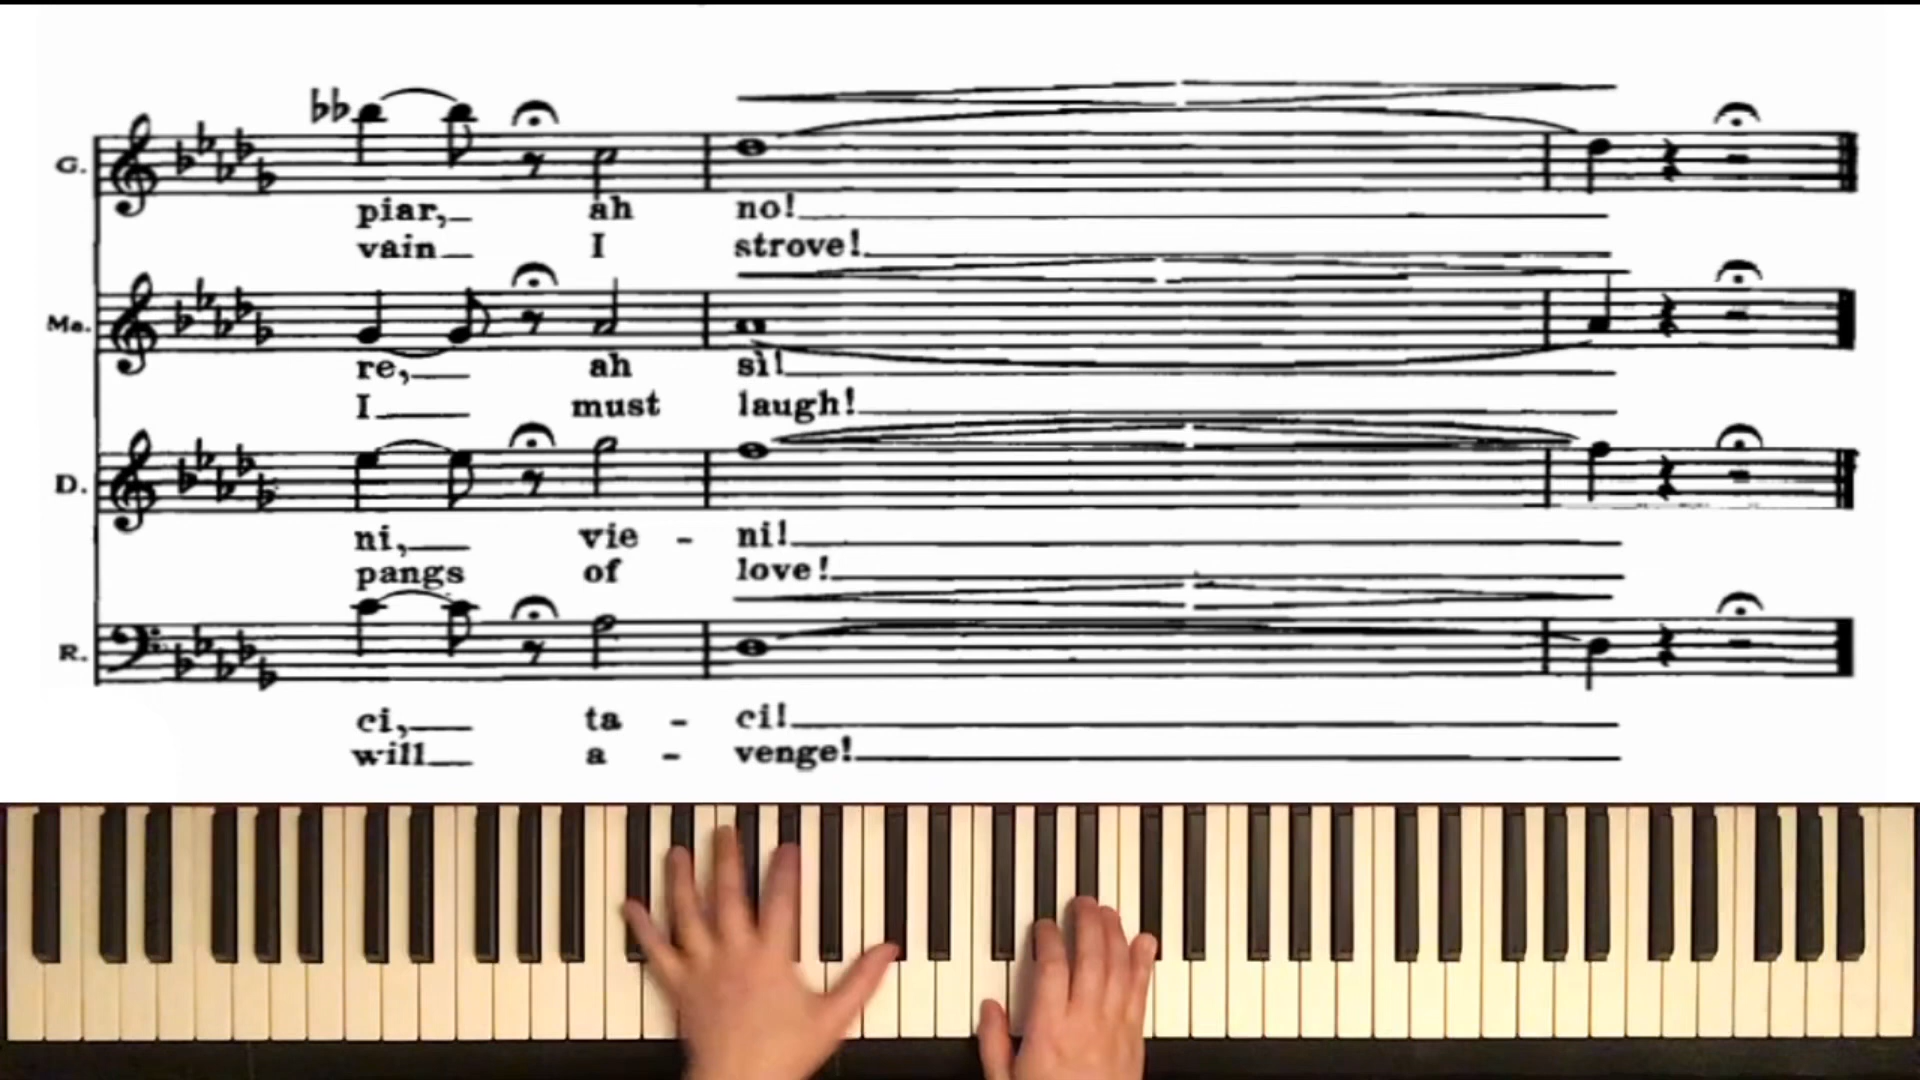 G.
piar, ah no!
vain I strove!
Ma.
re, ah sì!
I must laugh!
D.
ni, vie - ni!
pangs of love!
R.
ci, ta - ci!
will a - venge!